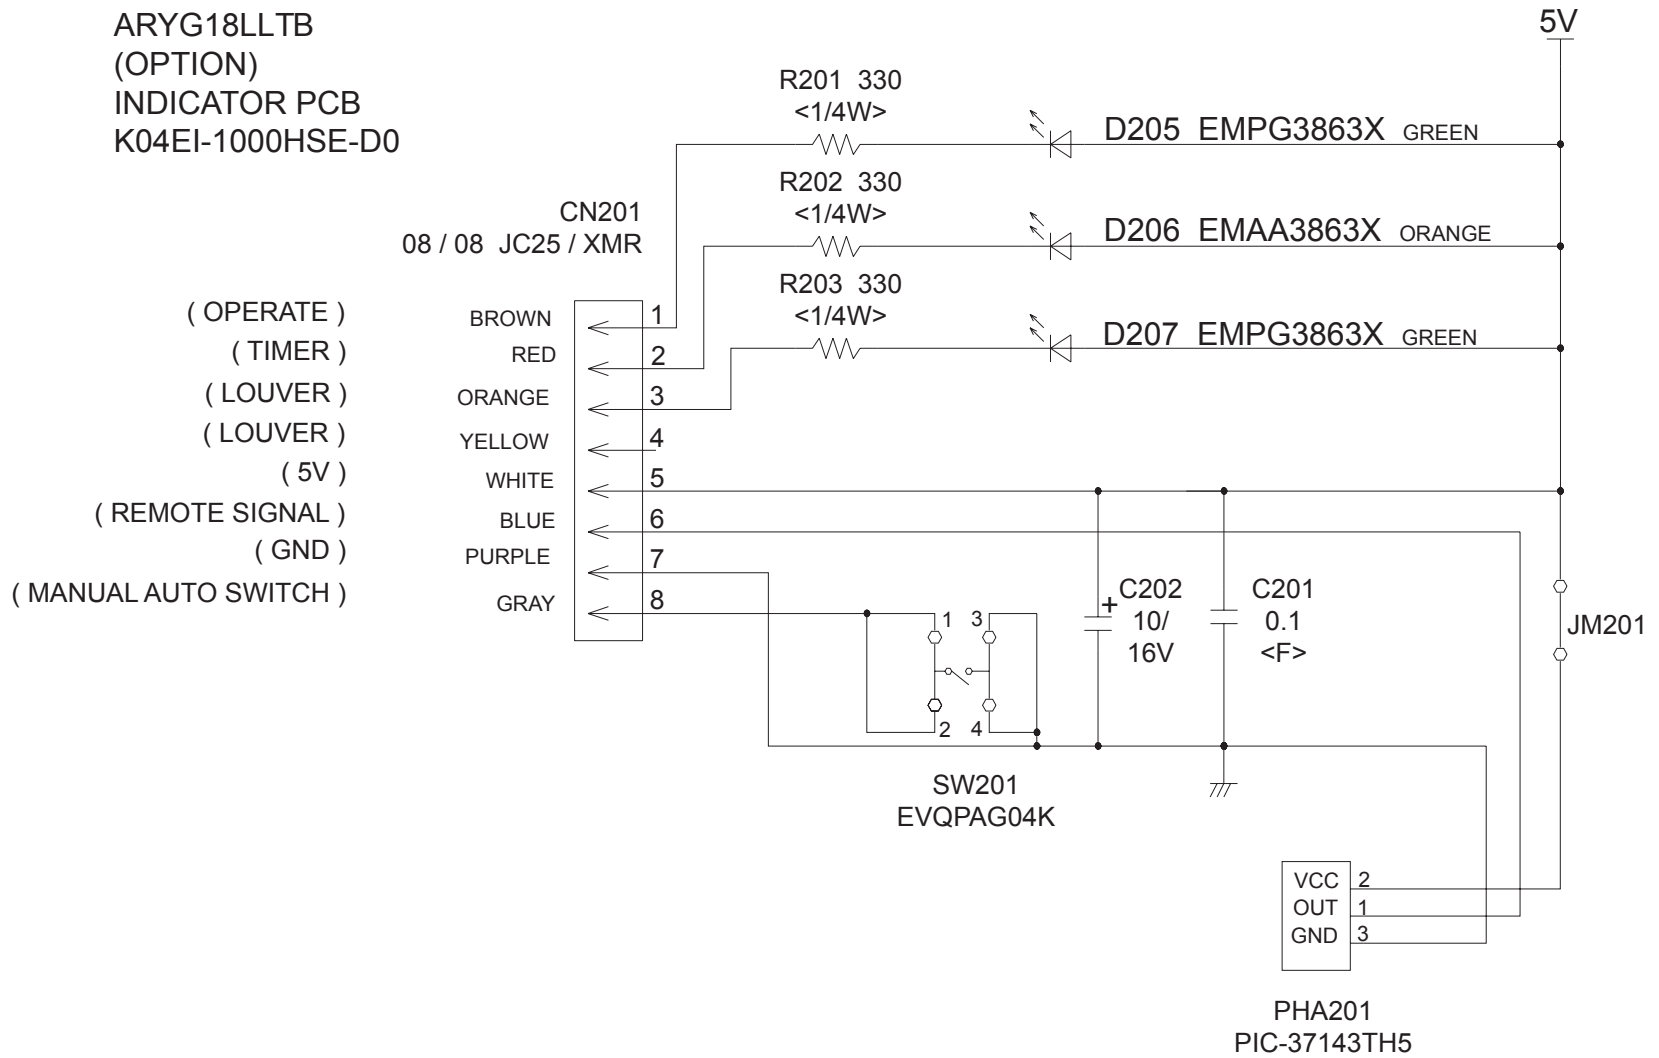 ARYG18LLTB
(OPTION)
INDICATOR PCB
K04EI-1000HSE-D0
5V
R201 330
<1/4W>
D205 EMPG3863X GREEN
R202 330
<1/4W>
D206 EMAA3863X ORANGE
R203 330
<1/4W>
D207 EMPG3863X GREEN
CN201
08 / 08 JC25 / XMR
( OPERATE ) BROWN 1
( TIMER ) RED 2
( LOUVER ) ORANGE 3
( LOUVER ) YELLOW 4
( 5V ) WHITE 5
( REMOTE SIGNAL ) BLUE 6
( GND ) PURPLE 7
( MANUAL AUTO SWITCH ) GRAY 8
1 3
2 4
SW201
EVQPAG04K
+
C202
10/
16V
C201
0.1
<F>
JM201
VCC 2
OUT 1
GND 3
PHA201
PIC-37143TH5